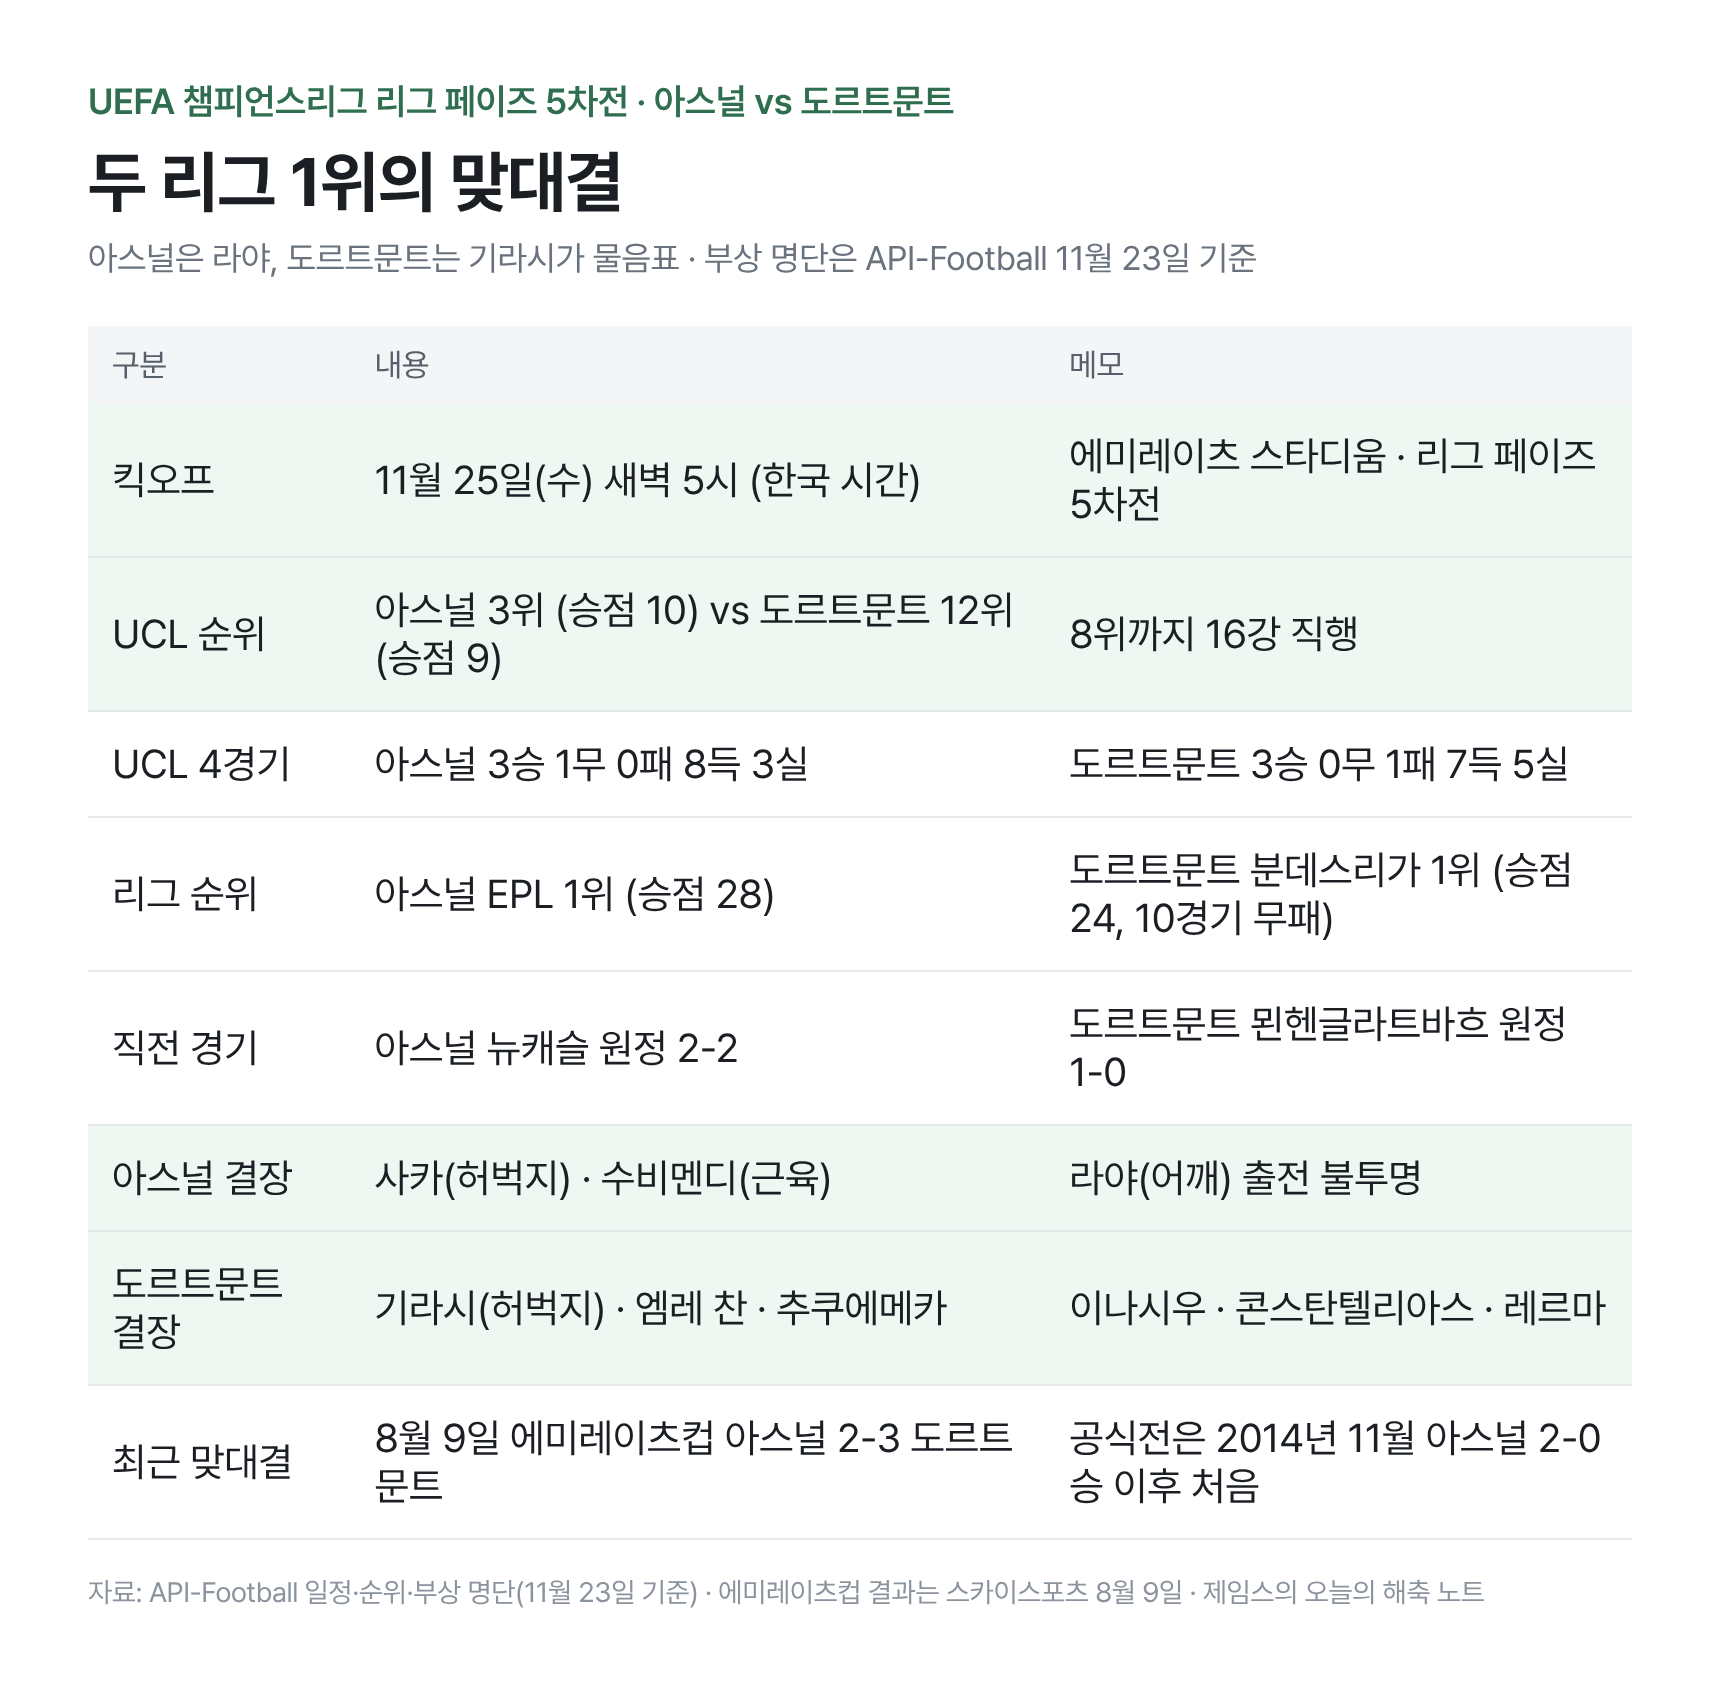 UEFA 챔피언스리그 리그 페이즈 5차전 · 아스널 vs 도르트문트
두 리그 1위의 맞대결
아스널은 라야, 도르트문트는 기라시가 물음표 · 부상 명단은 API-Football 11월 23일 기준
구분 내용 메모
킥오프 11월 25일(수) 새벽 5시 (한국 시간) 에미레이츠 스타디움 · 리그 페이즈
5차전
UCL 순위 아스널 3위 (승점 10) vs 도르트문트 12위
(승점 9) 8위까지 16강 직행
UCL 4경기 아스널 3승 1무 0패 8득 3실 도르트문트 3승 0무 1패 7득 5실
리그 순위 아스널 EPL 1위 (승점 28) 도르트문트 분데스리가 1위 (승점
24, 10경기 무패)
직전 경기 아스널 뉴캐슬 원정 2-2 도르트문트 묀헨글라트바흐 원정
1-0
아스널 결장 사카(허벅지) · 수비멘디(근육) 라야(어깨) 출전 불투명
도르트문트
결장 기라시(허벅지) · 엠레 찬 · 추쿠에메카 이나시우 · 콘스탄텔리아스 · 레르마
최근 맞대결 8월 9일 에미레이츠컵 아스널 2-3 도르트
문트 공식전은 2014년 11월 아스널 2-0
승 이후 처음
자료: API-Football 일정·순위·부상 명단(11월 23일 기준) · 에미레이츠컵 결과는 스카이스포츠 8월 9일 · 제임스의 오늘의 해축 노트